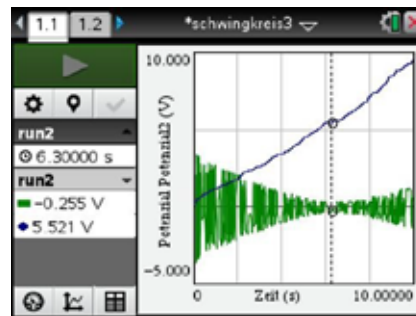 1.1 1.2 *schwingkreis3
run2
6.30000 s
run2
-0.255 V
5.521 V
10.000
Potenzial Potenzial2 (V)
-5.000
0 Zeit (s) 10.00000